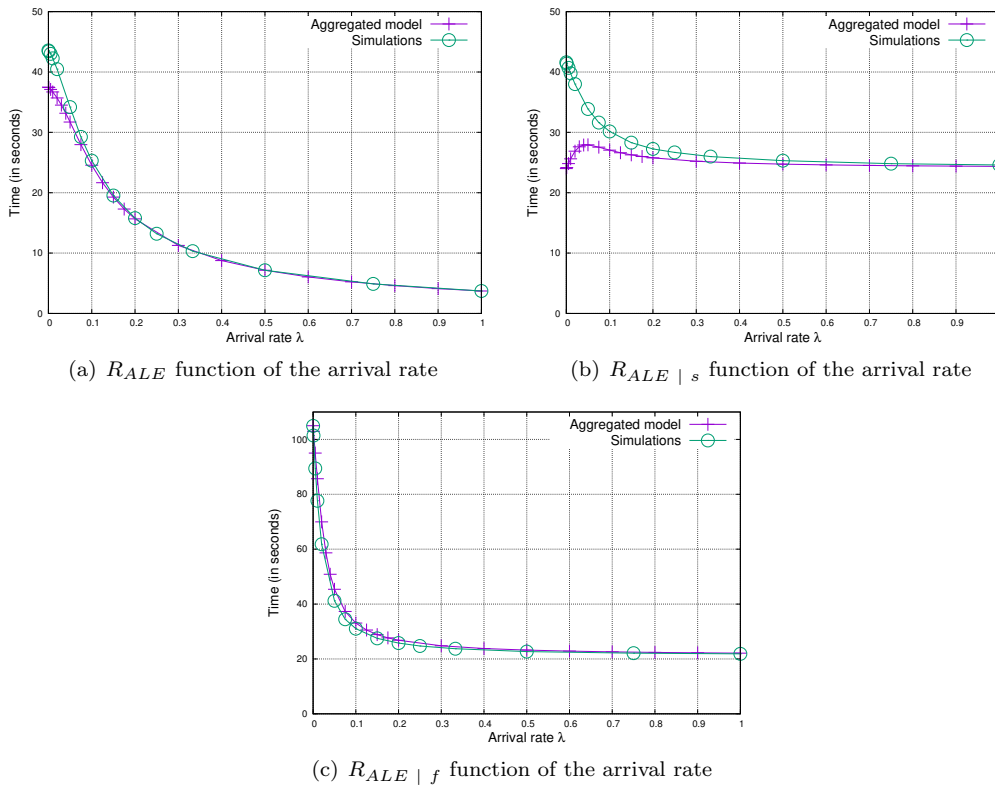 Aggregated model
Simulations
Time (in seconds)
50
40
30
20
10
0
0 0.1 0.2 0.3 0.4 0.5 0.6 0.7 0.8 0.9 1
Arrival rate λ
(a) R_{ALE} function of the arrival rate
Aggregated model
Simulations
Time (in seconds)
50
40
30
20
10
0
0 0.1 0.2 0.3 0.4 0.5 0.6 0.7 0.8 0.9
Arrival rate λ
(b) R_{ALE | s} function of the arrival rate
Aggregated model
Simulations
Time (in seconds)
100
80
60
40
20
0
0 0.1 0.2 0.3 0.4 0.5 0.6 0.7 0.8 0.9 1
Arrival rate λ
(c) R_{ALE | f} function of the arrival rate